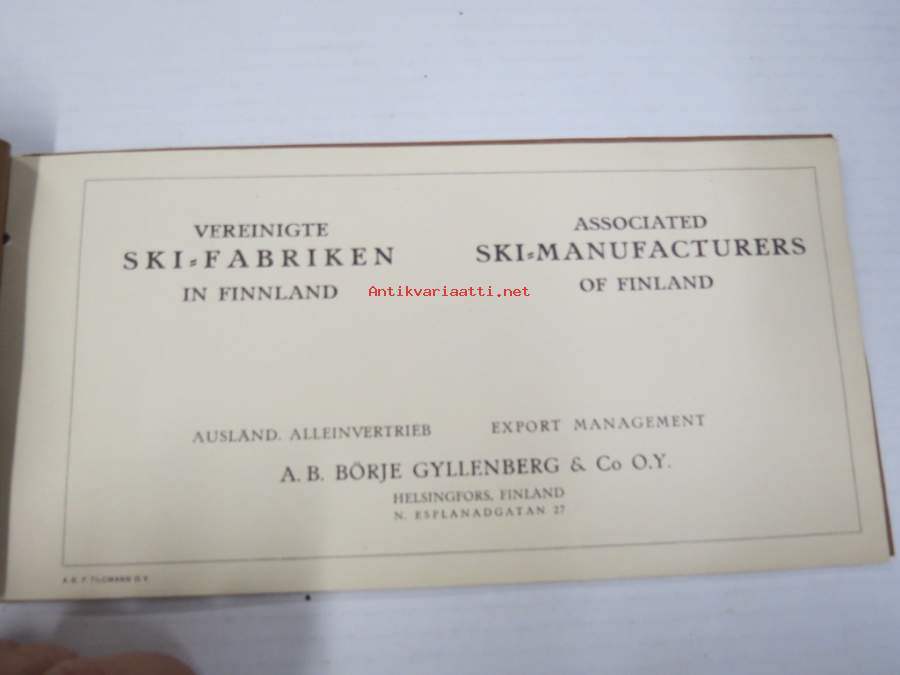 VEREINIGTE
SKI=FABRIKEN
IN FINNLAND
ASSOCIATED
SKI=MANUFACTURERS
OF FINLAND
Antikvariaatti.net
AUSLAND. ALLEINVERTRIEB
EXPORT MANAGEMENT
A. B. BÖRJE GYLLENBERG & Co O.Y.
HELSINGFORS, FINLAND
N. ESPLANADGATAN 27
A. B. F. TILGMANN O. Y.